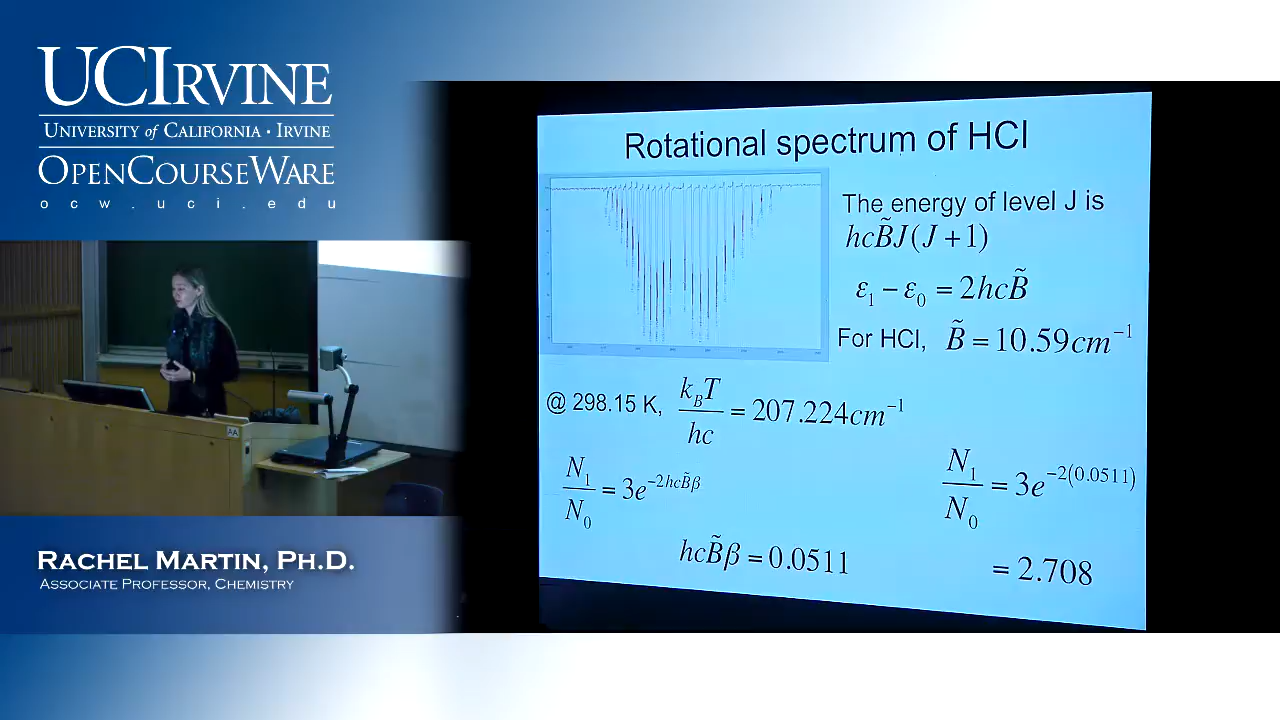 UCIRVINE
UNIVERSITY of CALIFORNIA · IRVINE
OPENCOURSEWARE
ocw.uci.edu
Rotational spectrum of HCl
The energy of level J is
hcB̃J(J+1)
ε₁ − ε₀ = 2hcB̃
For HCl, B̃ = 10.59cm⁻¹
@ 298.15 K, k_BT/hc = 207.224cm⁻¹
N₁/N₀ = 3e^(−2hcB̃β)
N₁/N₀ = 3e^(−2(0.0511))
hcB̃β = 0.0511
= 2.708
AA
RACHEL MARTIN, PH.D.
ASSOCIATE PROFESSOR, CHEMISTRY